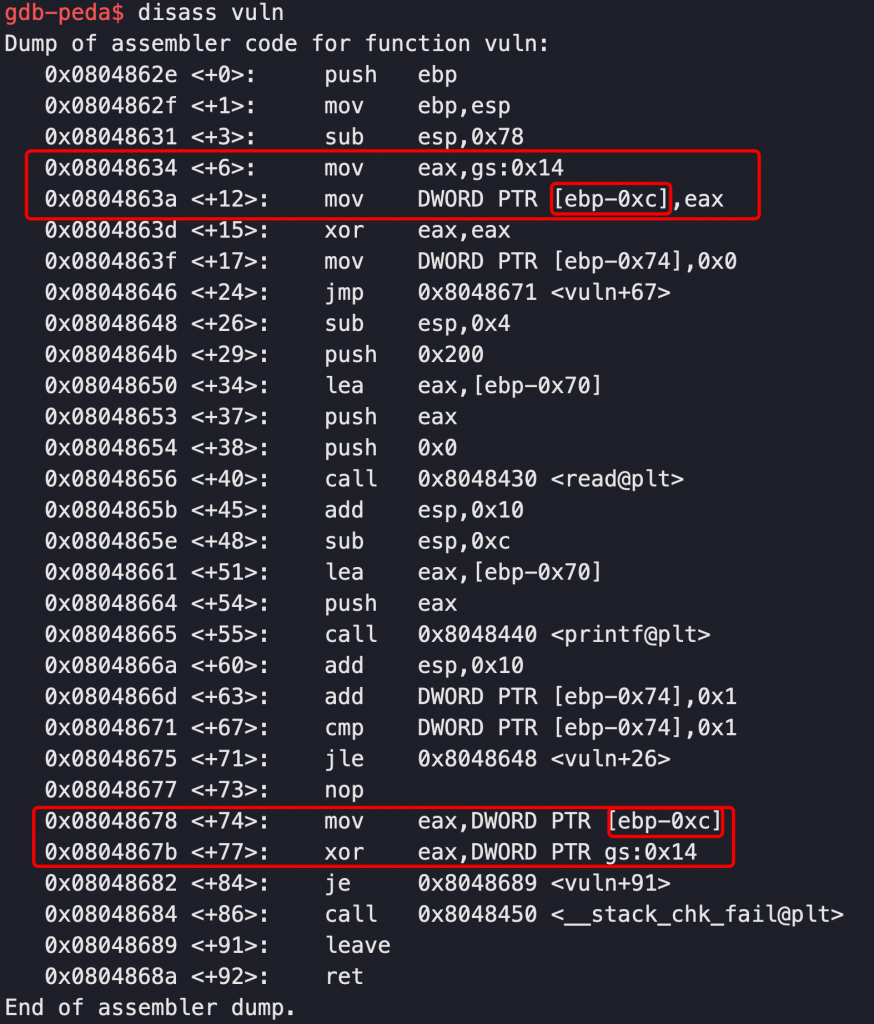 gdb-peda$ disass vuln
Dump of assembler code for function vuln:
0x0804862e <+0>: push ebp
0x0804862f <+1>: mov ebp,esp
0x08048631 <+3>: sub esp,0x78
0x08048634 <+6>: mov eax,gs:0x14
0x0804863a <+12>: mov DWORD PTR [ebp-0xc],eax
0x0804863d <+15>: xor eax,eax
0x0804863f <+17>: mov DWORD PTR [ebp-0x74],0x0
0x08048646 <+24>: jmp 0x8048671 <vuln+67>
0x08048648 <+26>: sub esp,0x4
0x0804864b <+29>: push 0x200
0x08048650 <+34>: lea eax,[ebp-0x70]
0x08048653 <+37>: push eax
0x08048654 <+38>: push 0x0
0x08048656 <+40>: call 0x8048430 <read@plt>
0x0804865b <+45>: add esp,0x10
0x0804865e <+48>: sub esp,0xc
0x08048661 <+51>: lea eax,[ebp-0x70]
0x08048664 <+54>: push eax
0x08048665 <+55>: call 0x8048440 <printf@plt>
0x0804866a <+60>: add esp,0x10
0x0804866d <+63>: add DWORD PTR [ebp-0x74],0x1
0x08048671 <+67>: cmp DWORD PTR [ebp-0x74],0x1
0x08048675 <+71>: jle 0x8048648 <vuln+26>
0x08048677 <+73>: nop
0x08048678 <+74>: mov eax,DWORD PTR [ebp-0xc]
0x0804867b <+77>: xor eax,DWORD PTR gs:0x14
0x08048682 <+84>: je 0x8048689 <vuln+91>
0x08048684 <+86>: call 0x8048450 <__stack_chk_fail@plt>
0x08048689 <+91>: leave
0x0804868a <+92>: ret
End of assembler dump.